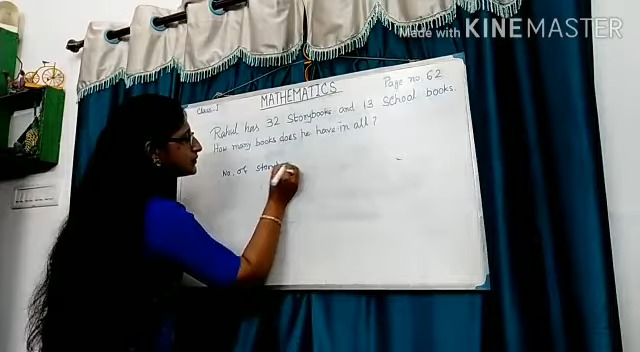 Made with KINEMASTER
Class-I
MATHEMATICS
Page no 62
Rahul has 32 Storybooks and 13 School books.
How many books does he have in all?
No. of story